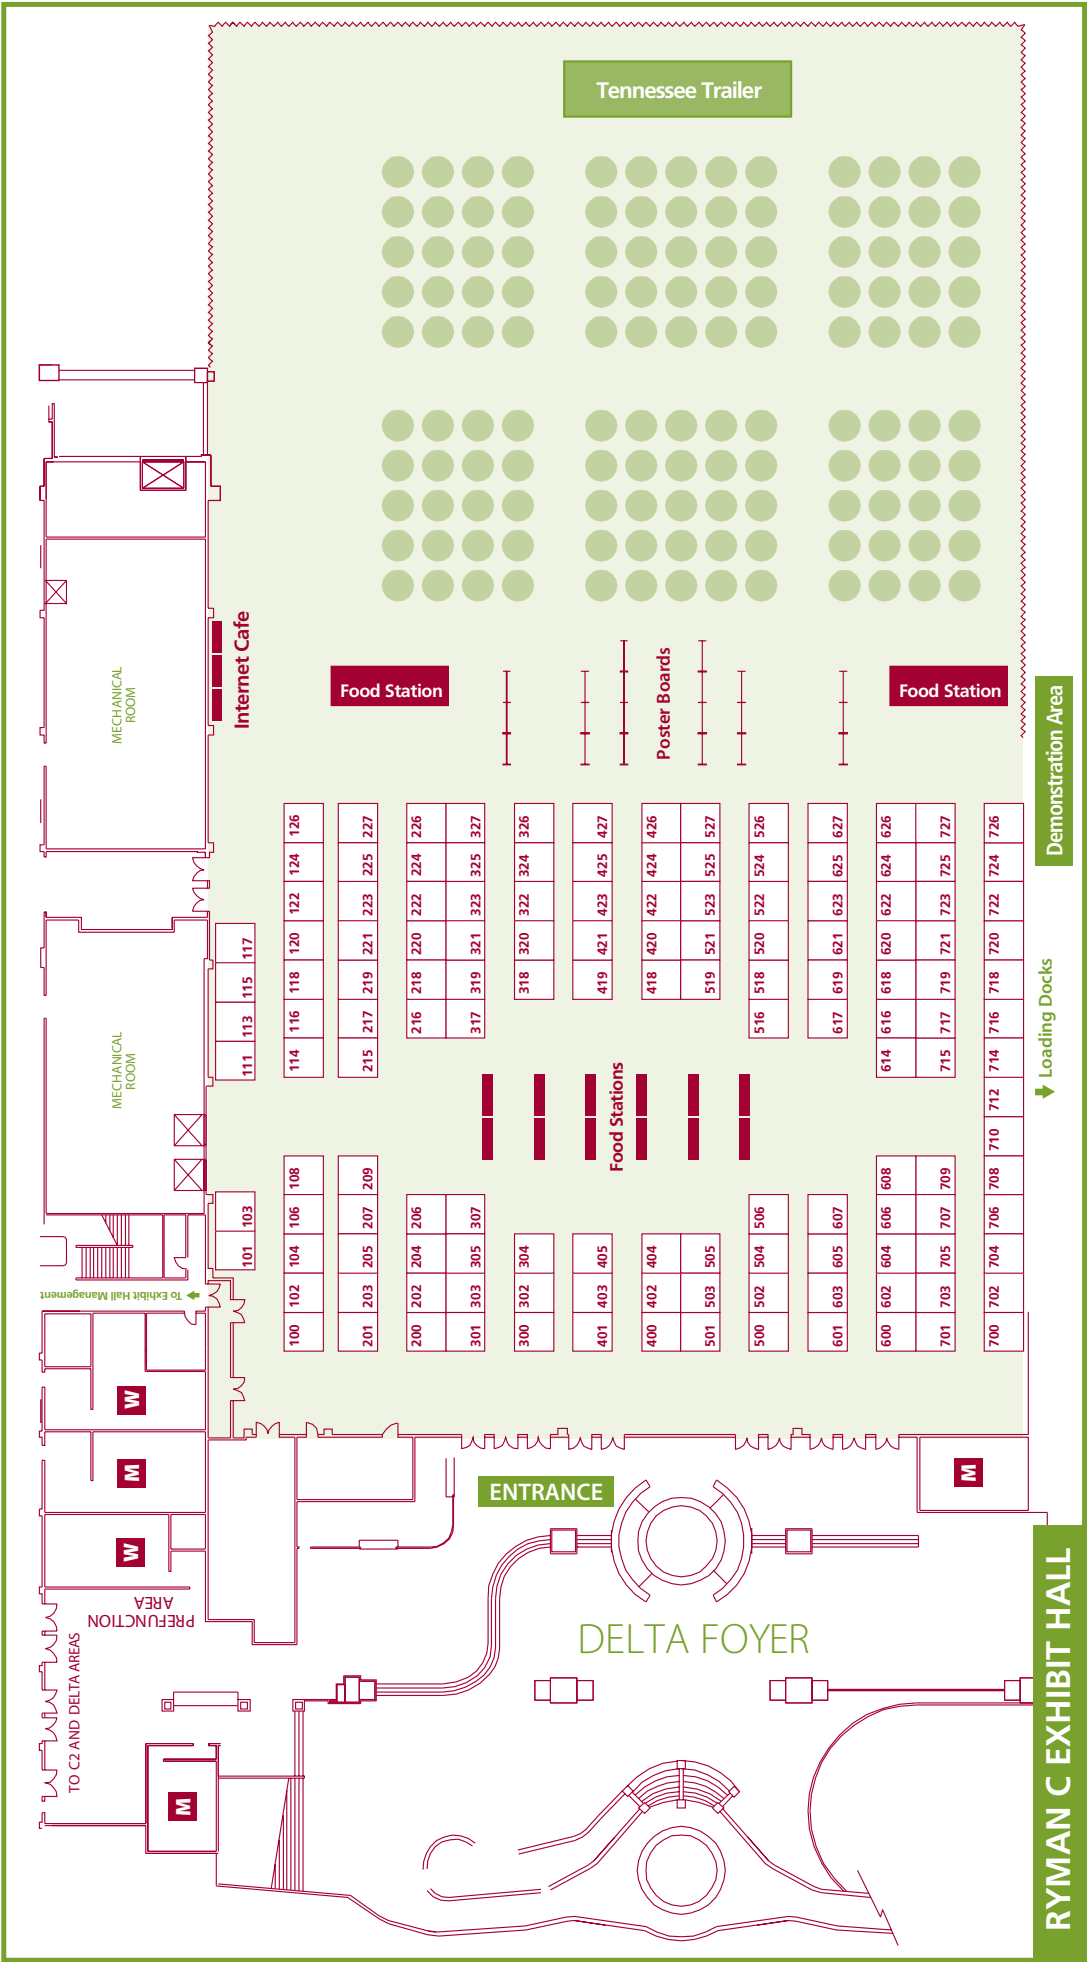 Tennessee Trailer
Internet Cafe
Food Station
Poster Boards
Food Station
Demonstration Area
MECHANICAL
ROOM
126 227 226 327 326 427 426 527 526 627 626 727 726
124 225 224 325 324 425 424 525 524 625 624 725 724
122 223 222 323 322 423 422 523 522 623 622 723 722
117 120 221 220 321 320 421 420 521 520 621 620 721 720
115 118 219 218 319 318 419 418 519 518 619 618 719 718
113 116 217 216 317 516 617 616 717 716
111 114 215 614 715 714
712
710
108 209 608 709 708
103 106 207 206 307 506 607 606 707 706
101 104 205 204 305 304 405 404 505 504 605 604 705 704
102 203 202 303 302 403 402 503 502 603 602 703 702
100 201 200 301 300 401 400 501 500 601 600 701 700
MECHANICAL
ROOM
Food Stations
Loading Docks
To Exhibit Hall Management
W
M
W
M
ENTRANCE
PREFUNCTION
AREA
TO C2 AND DELTA AREAS
DELTA FOYER
M
RYMAN C EXHIBIT HALL